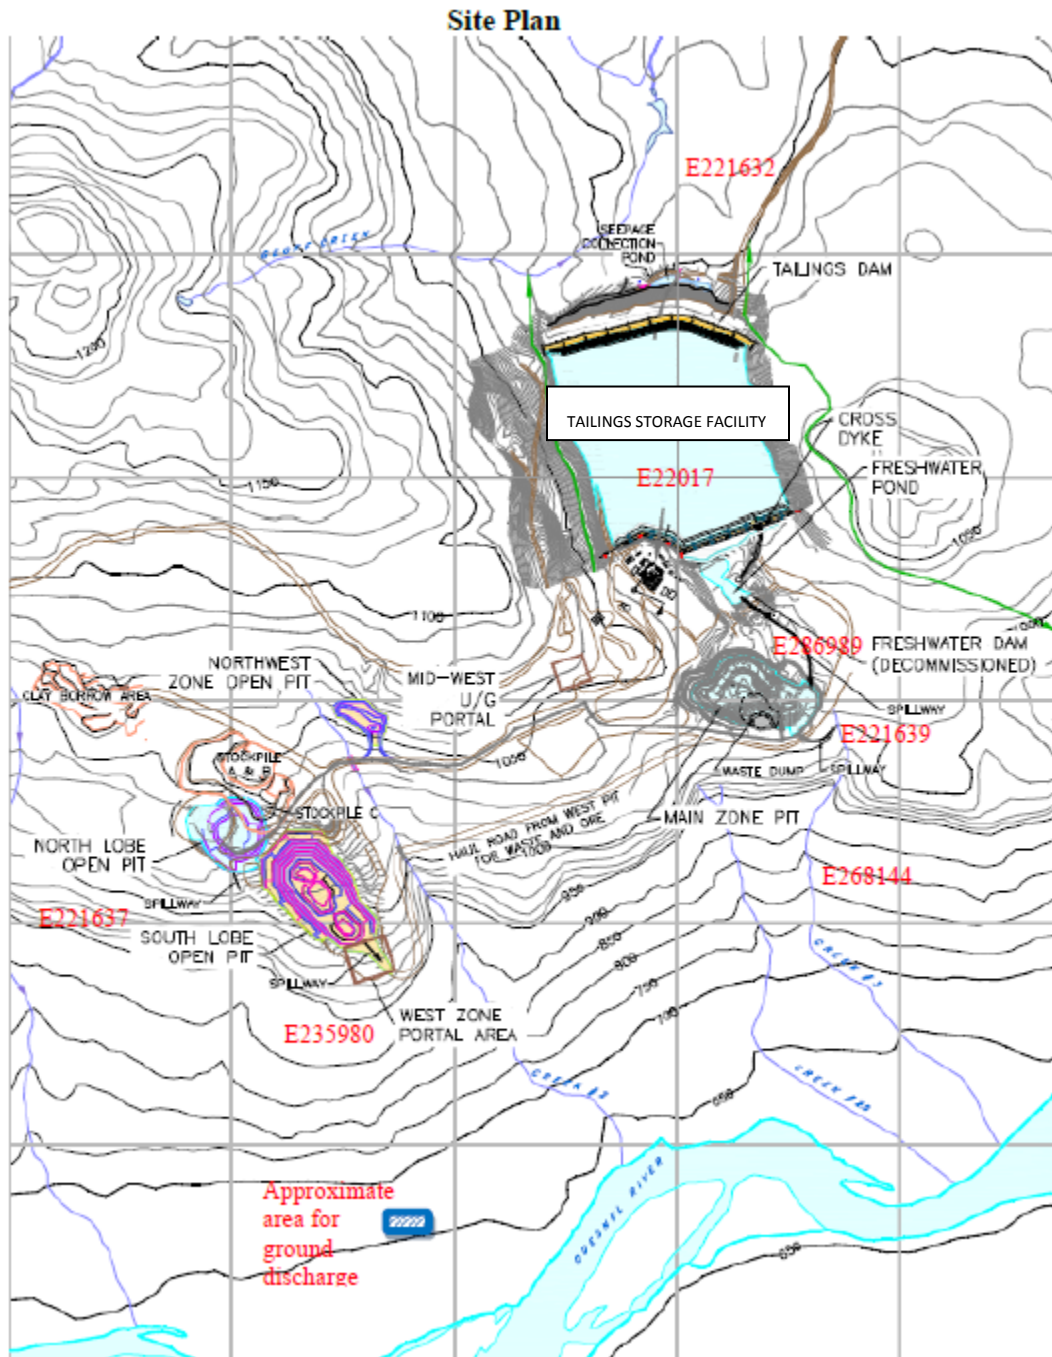 Site Plan
E221632
SEEPAGE
COLLECTION
POND
TAILINGS DAM
1200
TAILINGS STORAGE FACILITY
CROSS
DYKE
E22017
FRESHWATER
POND
1150
1050
1100
1000
E286989
FRESHWATER DAM
(DECOMMISSIONED)
NORTHWEST
ZONE OPEN PIT
MID-WEST
U/G
PORTAL
CLAY BORROW AREA
SPILLWAY
E221639
STOCKPILE
A & B
1050
WASTE DUMP
SPILLWAY
STOCKPILE C
MAIN ZONE PIT
HAUL ROAD FROM WEST PIT
FOR WASTE AND ORE
1000
NORTH LOBE
OPEN PIT
950
E268144
SPILLWAY
E221637
900
SOUTH LOBE
OPEN PIT
850
800
CREEK #3
SPILLWAY
750
WEST ZONE
PORTAL AREA
700
E235980
CREEK #2
650
QUESNEL RIVER
Approximate
area for
ground
discharge
650